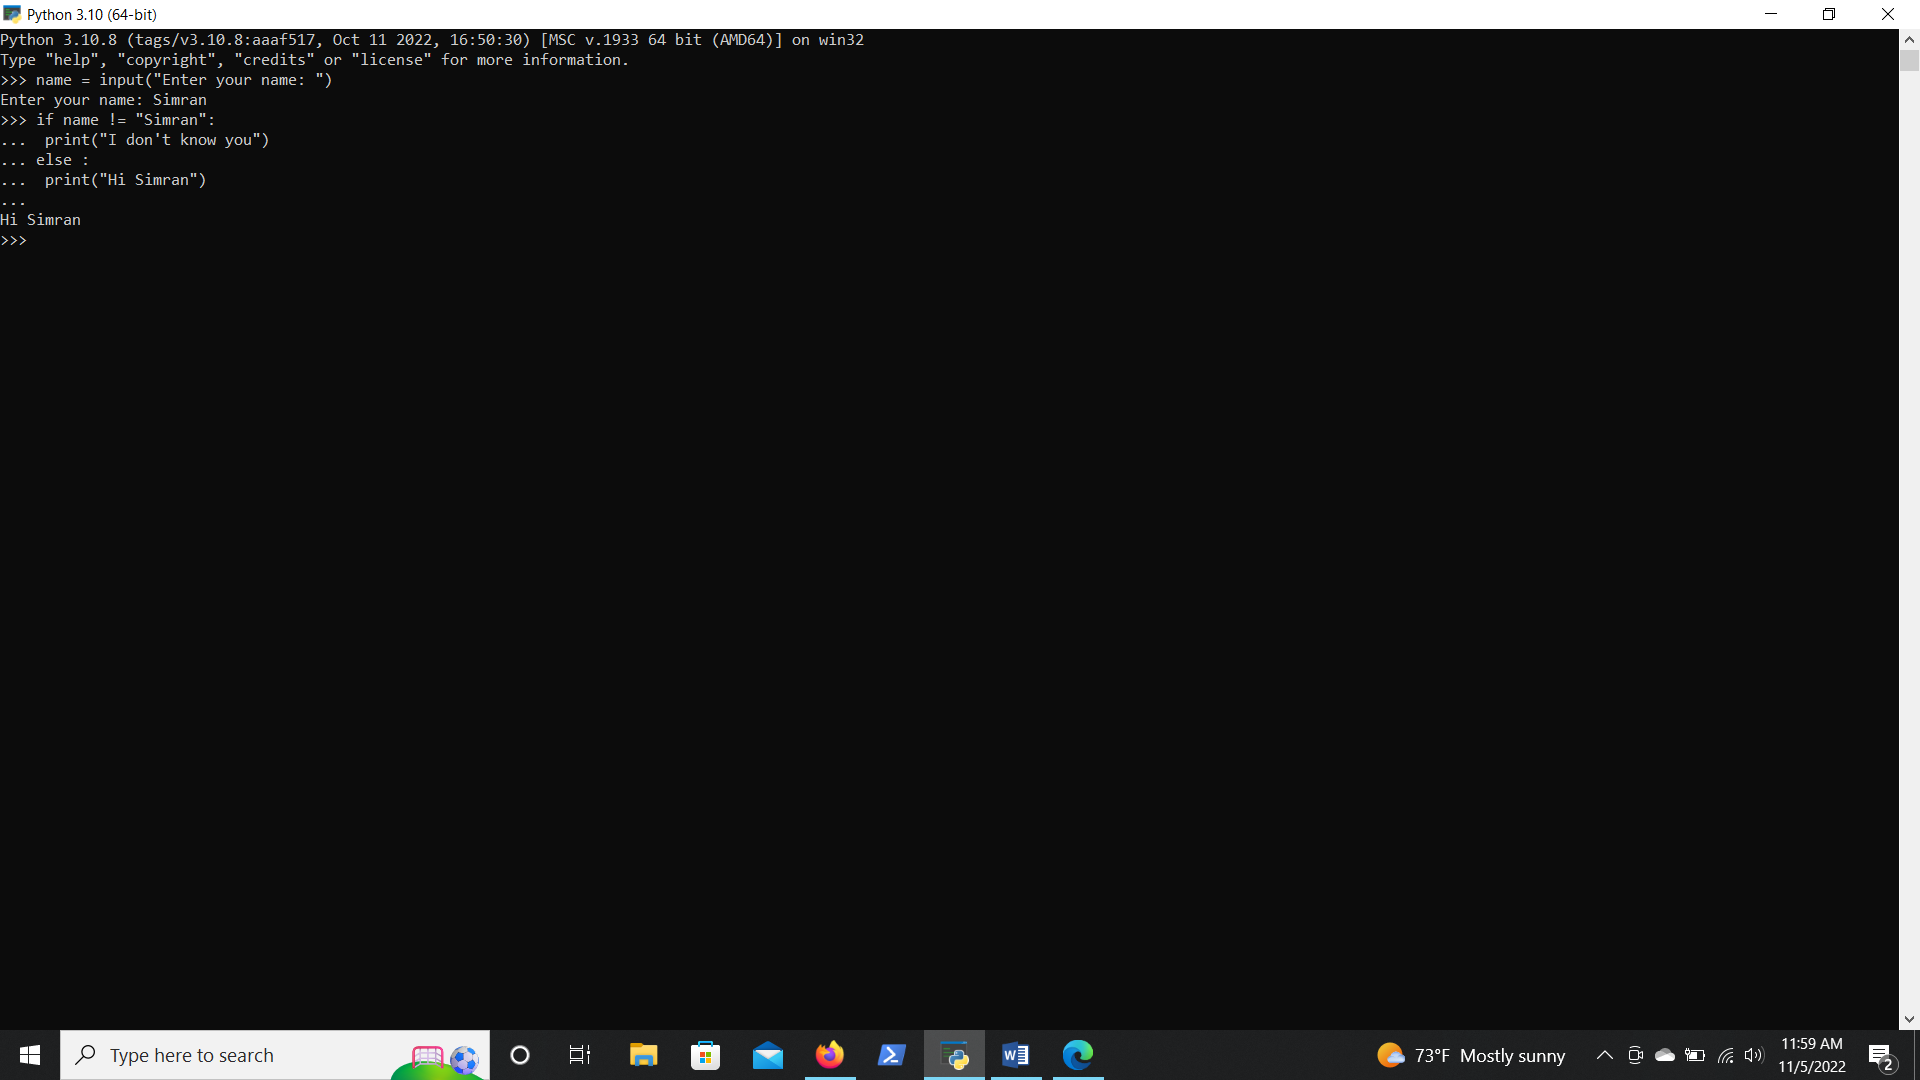 Python 3.10 (64-bit)
Python 3.10.8 (tags/v3.10.8:aaaf517, Oct 11 2022, 16:50:30) [MSC v.1933 64 bit (AMD64)] on win32
Type "help", "copyright", "credits" or "license" for more information.
>>> name = input("Enter your name: ")
Enter your name: Simran
>>> if name != "Simran":
...  print("I don't know you")
... else :
...  print("Hi Simran")
...
Hi Simran
>>>
Type here to search
73°F Mostly sunny
11:59 AM
11/5/2022
2